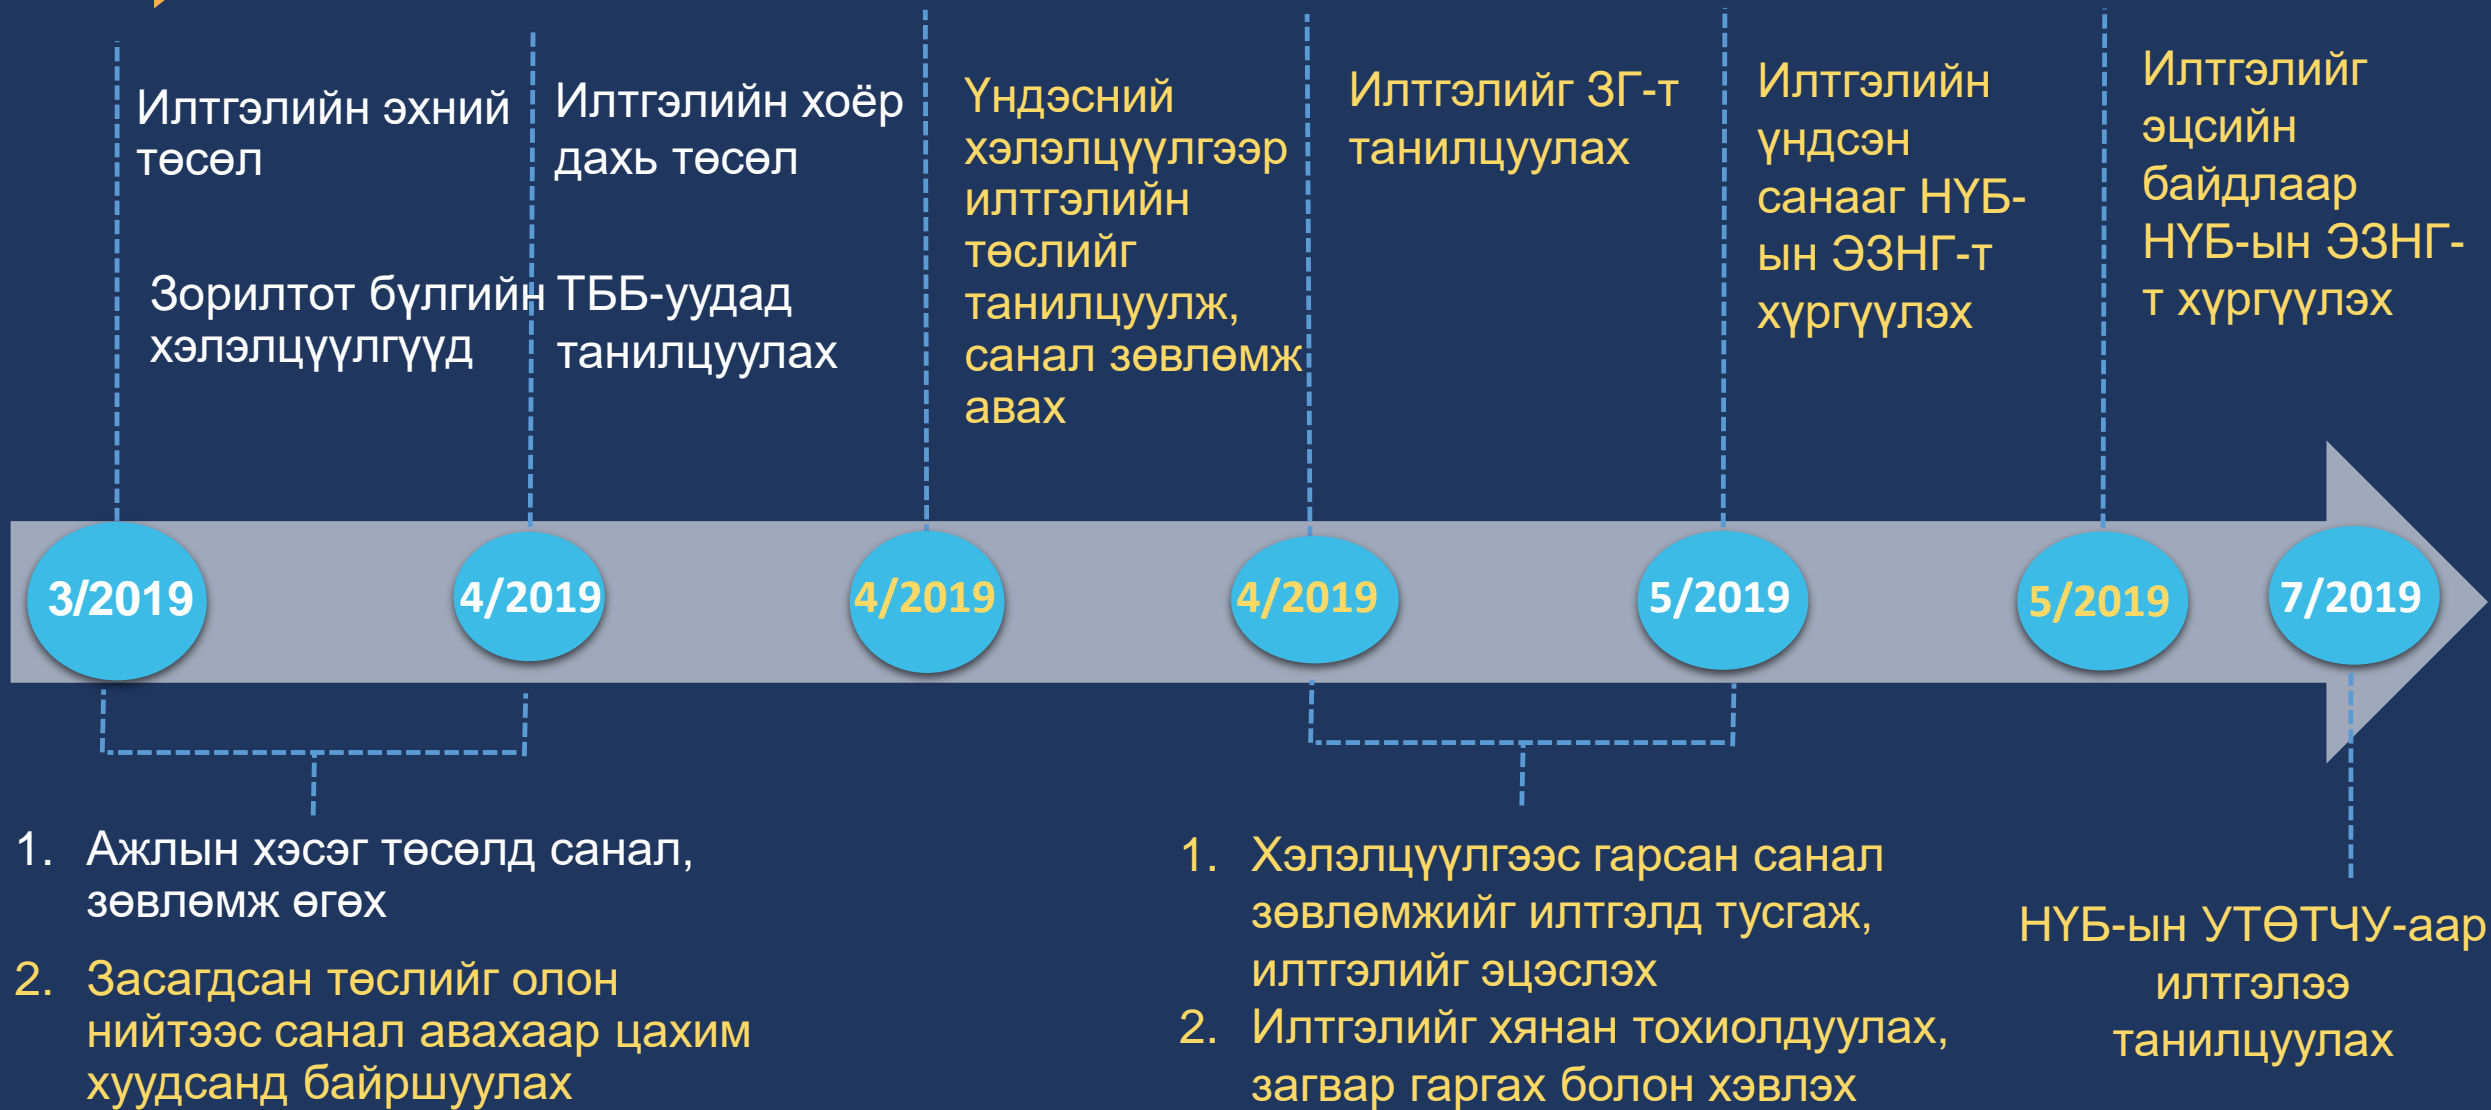 Илтгэлийн эхний
төсөл
Зорилтот бүлгийн
хэлэлцүүлгүүд
Илтгэлийн хоёр
дахь төсөл
ТББ-уудад
танилцуулах
Үндэсний
хэлэлцүүлгээр
илтгэлийн
төслийг
танилцуулж,
санал зөвлөмж
авах
Илтгэлийг ЗГ-т
танилцуулах
Илтгэлийн
үндсэн
санааг НҮБ-
ын ЭЗНГ-т
хүргүүлэх
Илтгэлийг
эцсийн
байдлаар
НҮБ-ын ЭЗНГ-
т хүргүүлэх
3/2019
4/2019
4/2019
4/2019
5/2019
5/2019
7/2019
1. Ажлын хэсэг төсөлд санал,
зөвлөмж өгөх
2. Засагдсан төслийг олон
нийтээс санал авахаар цахим
хуудсанд байршуулах
1. Хэлэлцүүлгээс гарсан санал
зөвлөмжийг илтгэлд тусгаж,
илтгэлийг эцэслэх
2. Илтгэлийг хянан тохиолдуулах,
загвар гаргах болон хэвлэх
НҮБ-ын УТӨТЧУ-аар
илтгэлээ
танилцуулах